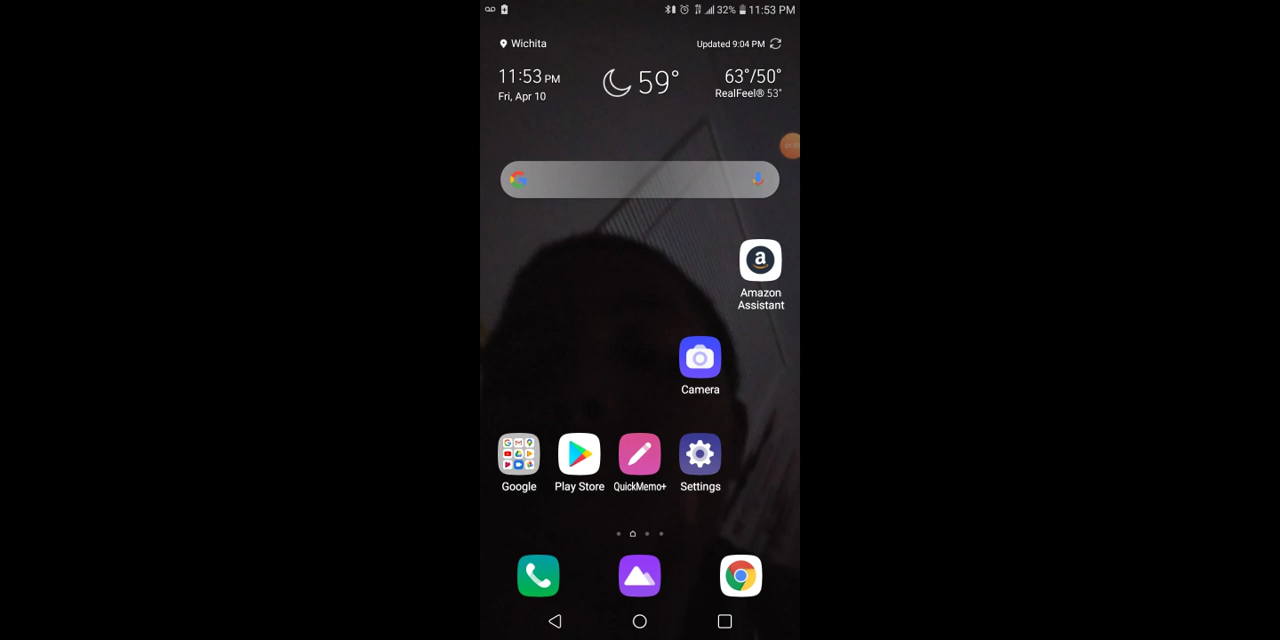 32% 11:53 PM
Wichita
Updated 9:04 PM
11:53 PM
59°
63°/50°
Fri, Apr 10
RealFeel® 53°
Amazon
Assistant
Camera
Google
Play Store
QuickMemo+
Settings